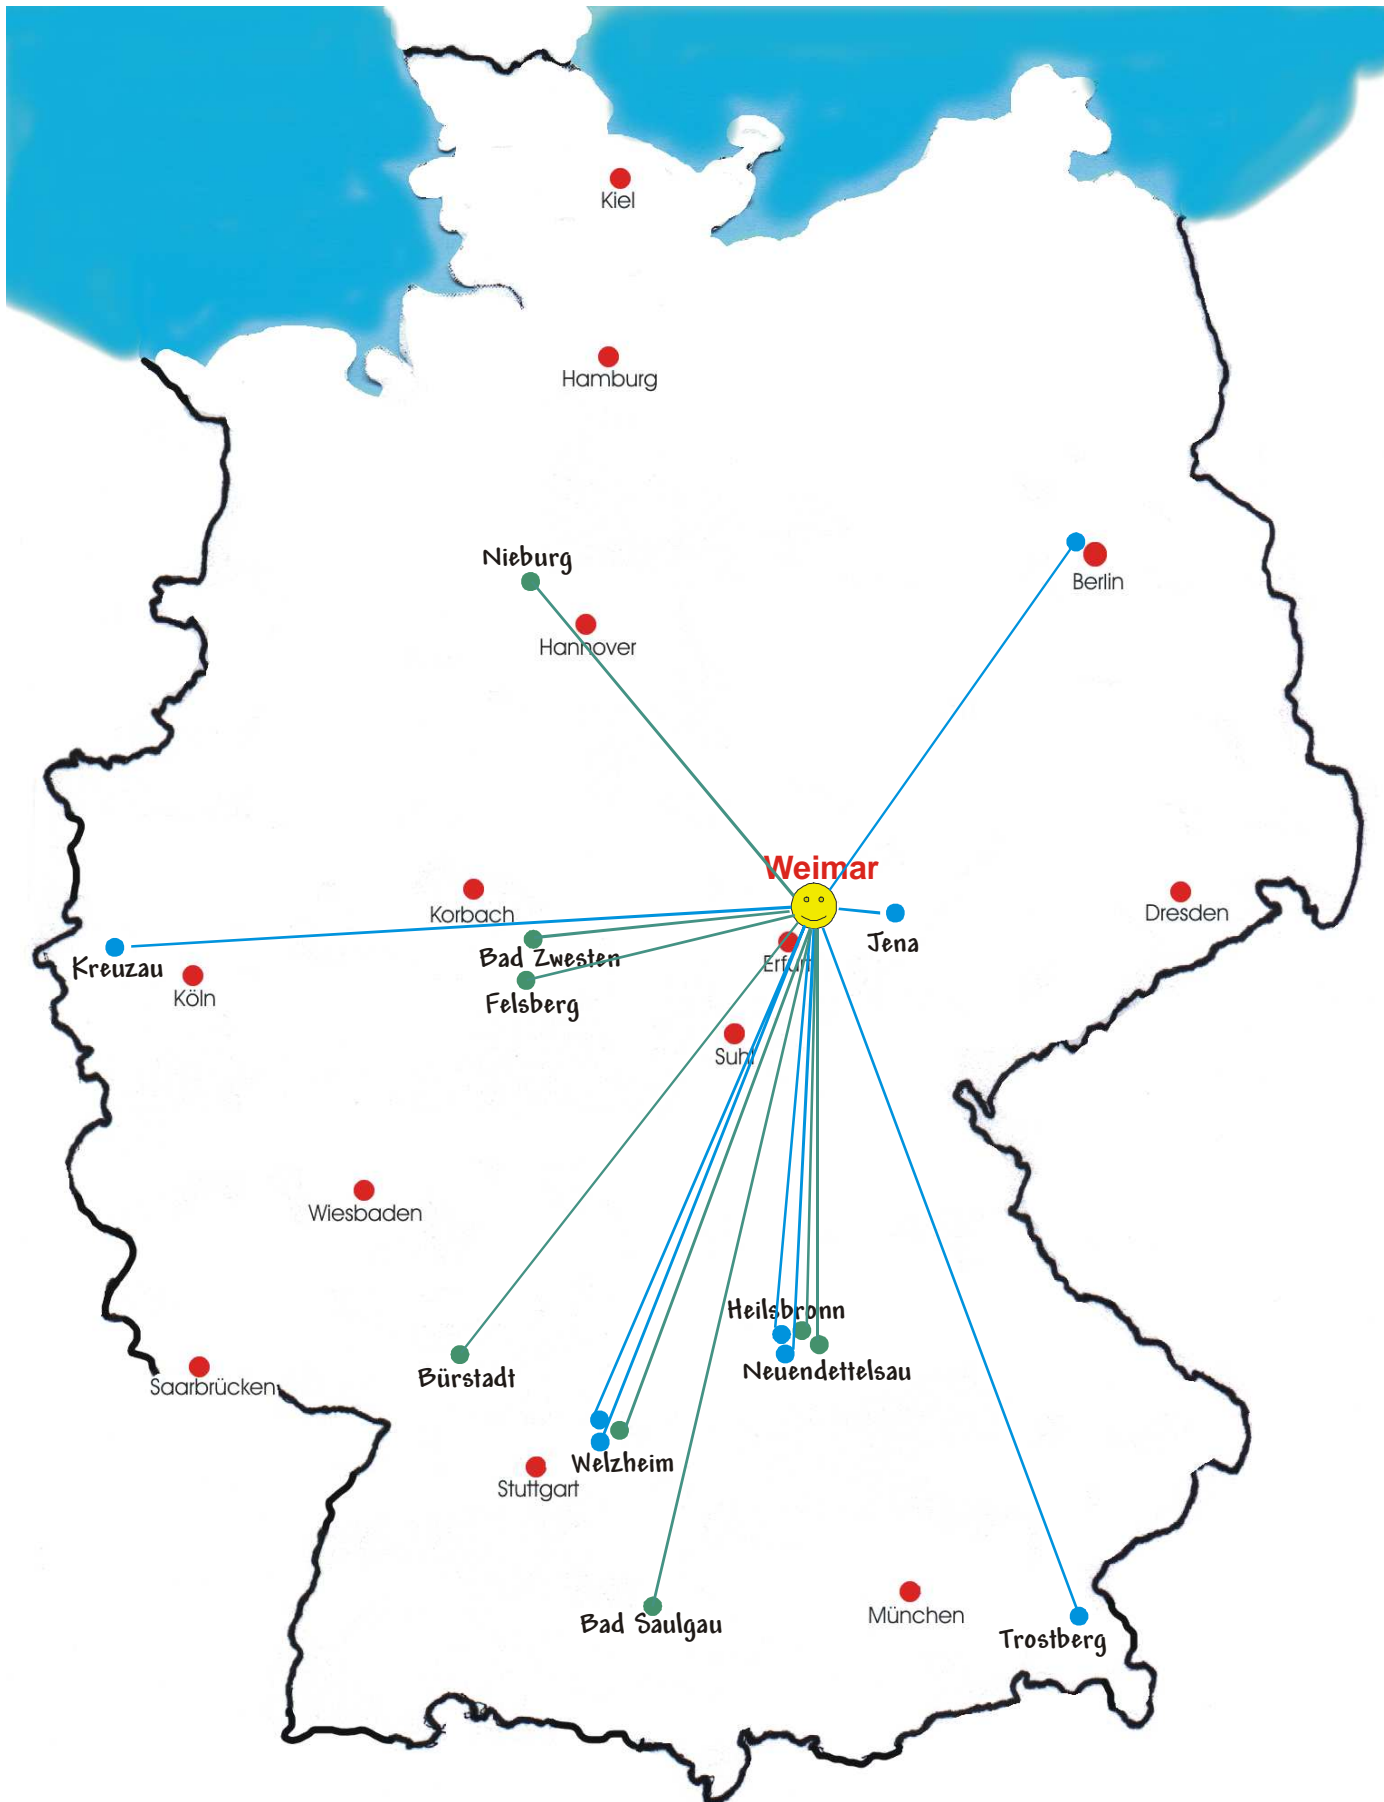 Kiel
Hamburg
Nieburg
Berlin
Hannover
Weimar
Korbach
Dresden
Jena
Bad Zwesten
Erfurt
Kreuzau
Köln
Felsberg
Suhl
Wiesbaden
Heilsbronn
Neuendettelsau
Bürstadt
Saarbrücken
Welzheim
Stuttgart
München
Bad Saulgau
Trostberg